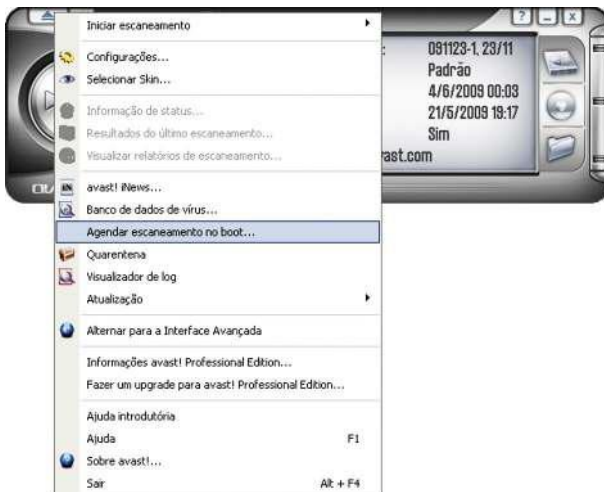 Iniciar escaneamento
Configurações...
Selecionar Skin...
Informação de status...
Resultados do último escaneamento...
Visualizar relatórios de escaneamento...
avast! iNews...
Banco de dados de vírus...
Agendar escaneamento no boot...
Quarentena
Visualizador de log
Atualização
Alternar para a Interface Avançada
Informações avast! Professional Edition...
Fazer um upgrade para avast! Professional Edition...
Ajuda introdutória
Ajuda F1
Sobre avast!...
Sair Alt + F4
? - X
: 091123-1, 23/11
Padrão
4/6/2009 00:03
21/5/2009 19:17
Sim
vast.com